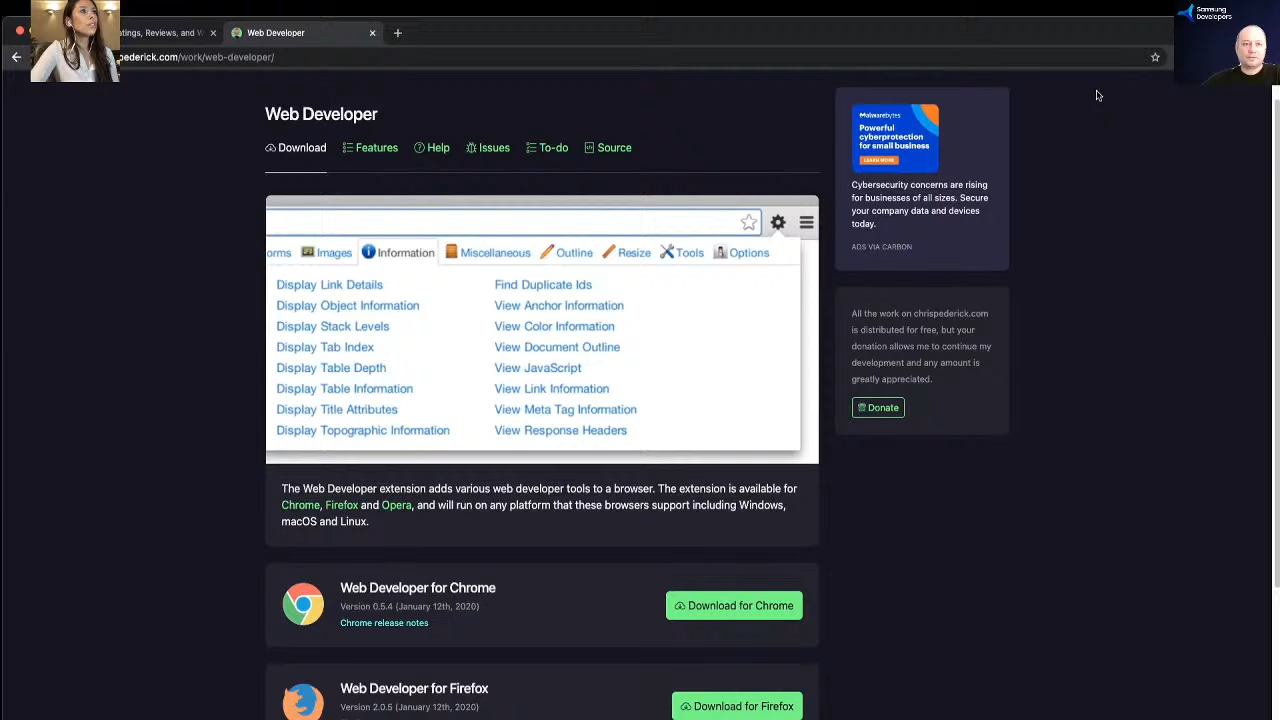 atings, Reviews, and W
Web Developer
pederick.com/work/web-developer/
Samsung
Developers
Web Developer
Download
Features
Help
Issues
To-do
Source
orms
Images
Information
Miscellaneous
Outline
Resize
Tools
Options
Display Link Details
Find Duplicate Ids
Display Object Information
View Anchor Information
Display Stack Levels
View Color Information
Display Tab Index
View Document Outline
Display Table Depth
View JavaScript
Display Table Information
View Link Information
Display Title Attributes
View Meta Tag Information
Display Topographic Information
View Response Headers
The Web Developer extension adds various web developer tools to a browser. The extension is available for
Chrome, Firefox and Opera, and will run on any platform that these browsers support including Windows,
macOS and Linux.
Web Developer for Chrome
Version 0.5.4 (January 12th, 2020)
Chrome release notes
Download for Chrome
Web Developer for Firefox
Version 2.0.5 (January 12th, 2020)
Download for Firefox
Malwarebytes
Powerful
cyberprotection
for small business
LEARN MORE
Cybersecurity concerns are rising
for businesses of all sizes. Secure
your company data and devices
today.
ADS VIA CARBON
All the work on chrispederick.com
is distributed for free, but your
donation allows me to continue my
development and any amount is
greatly appreciated.
Donate